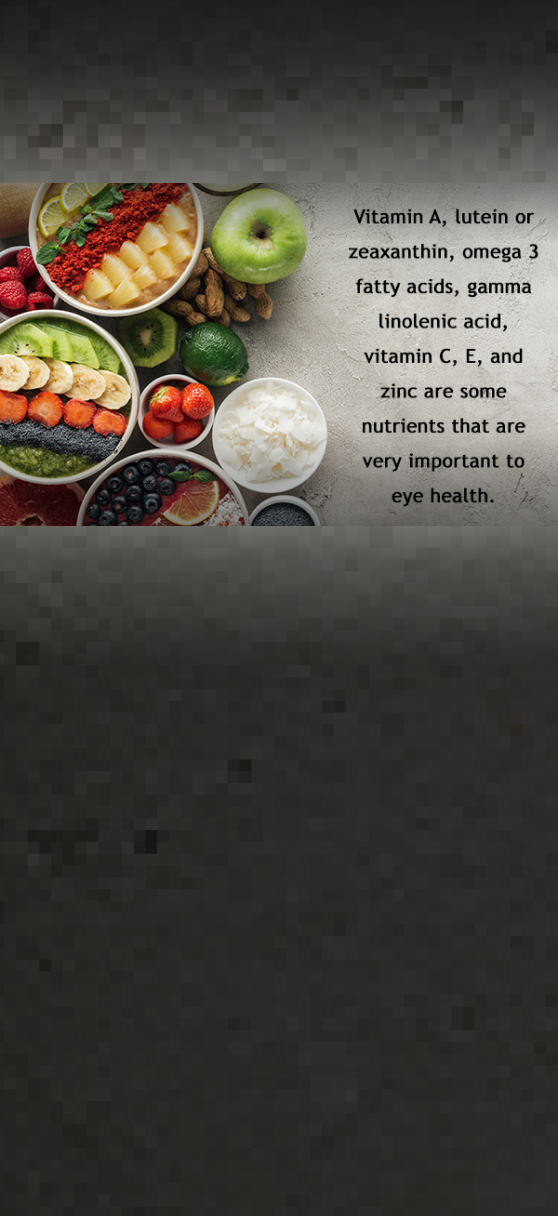 Vitamin A, lutein or
zeaxanthin, omega 3
fatty acids, gamma
linolenic acid,
vitamin C, E, and
zinc are some
nutrients that are
very important to
eye health.